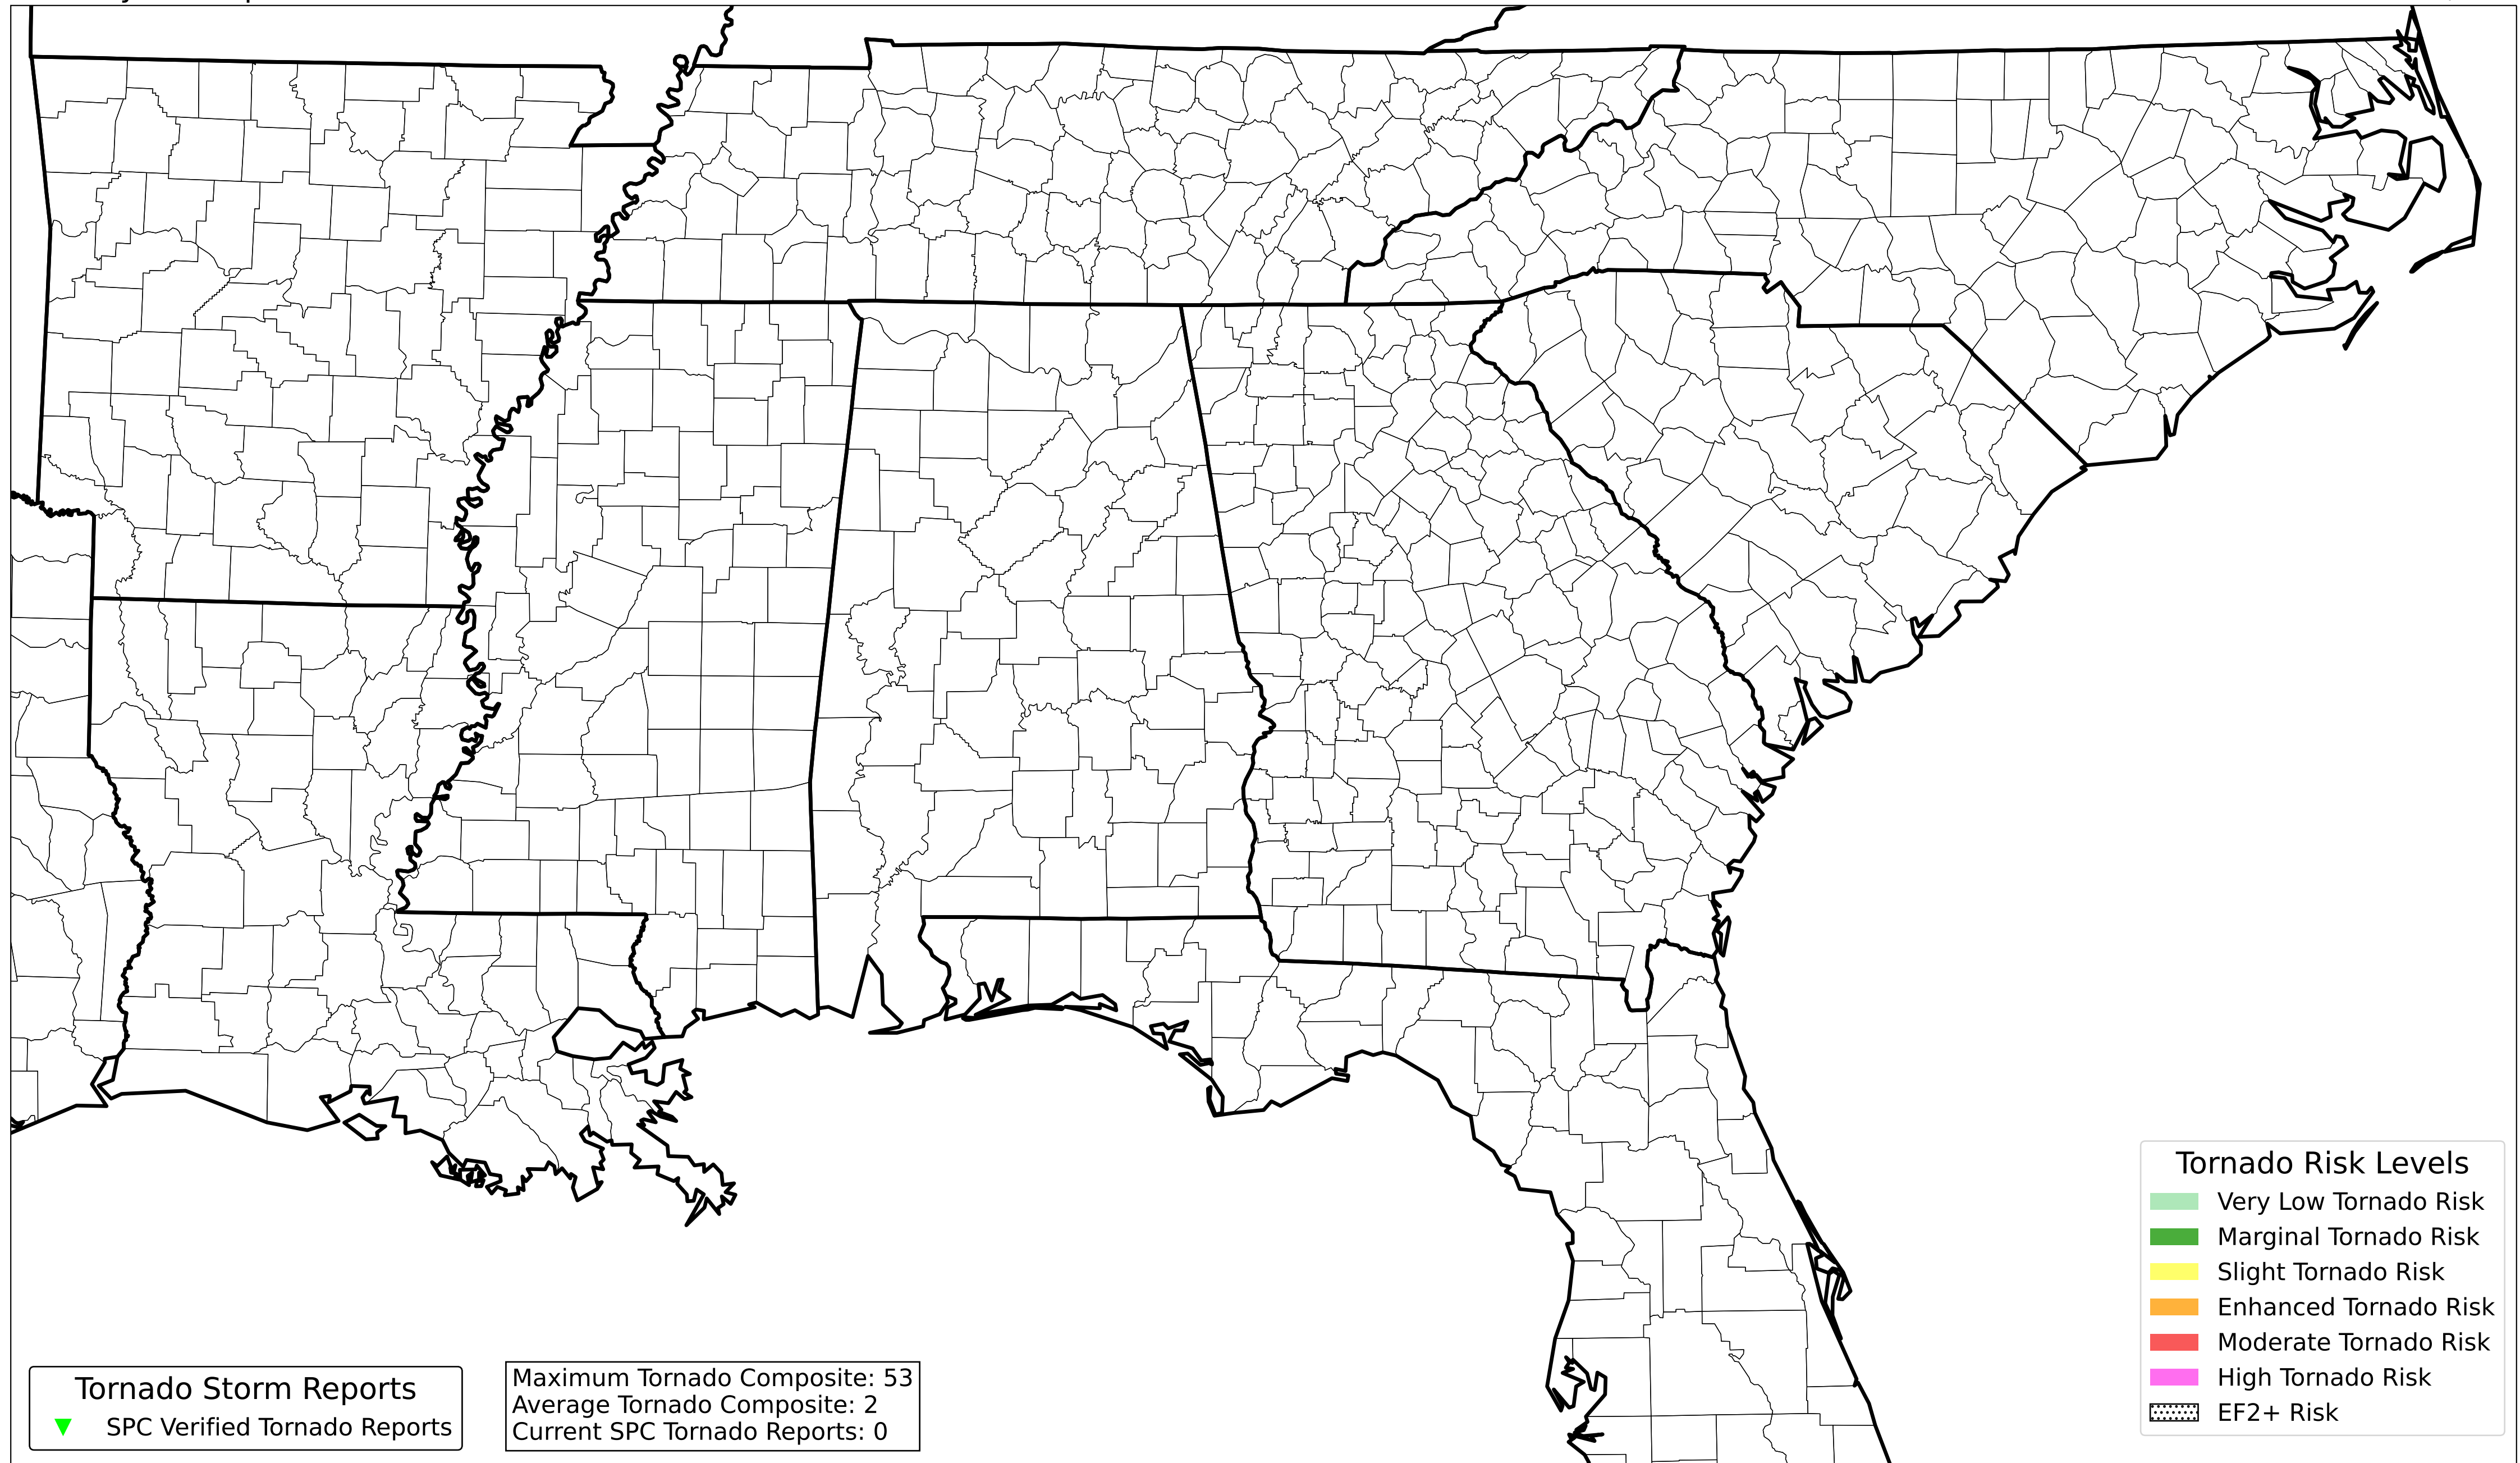 Tornado Risk Levels
Very Low Tornado Risk
Marginal Tornado Risk
Slight Tornado Risk
Enhanced Tornado Risk
Moderate Tornado Risk
High Tornado Risk
EF2+ Risk
Tornado Storm Reports
SPC Verified Tornado Reports
Maximum Tornado Composite: 53
Average Tornado Composite: 2
Current SPC Tornado Reports: 0